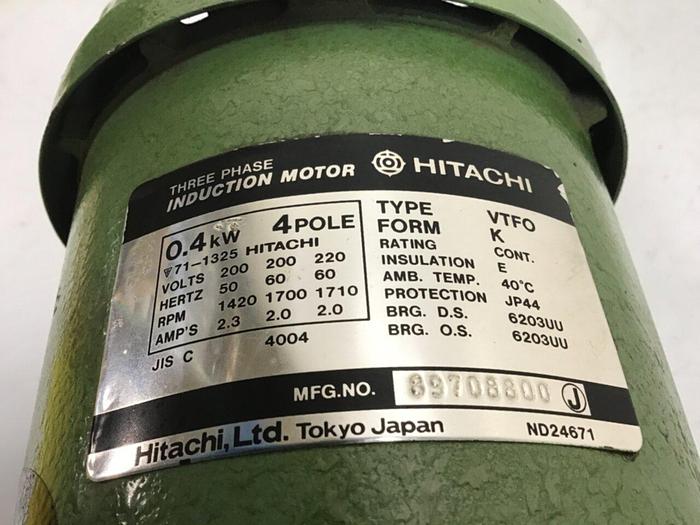 THREE PHASE
INDUCTION MOTOR HITACHI
0.4kW 4POLE
71-1325 HITACHI
VOLTS 200 200 220
HERTZ 50 60 60
RPM 1420 1700 1710
AMP'S 2.3 2.0 2.0
JIS C 4004
TYPE VTFO
FORM K
RATING CONT.
INSULATION E
AMB. TEMP. 40°C
PROTECTION JP44
BRG. D.S. 6203UU
BRG. O.S. 6203UU
MFG.NO. 89708800 J
Hitachi, Ltd. Tokyo Japan ND24671